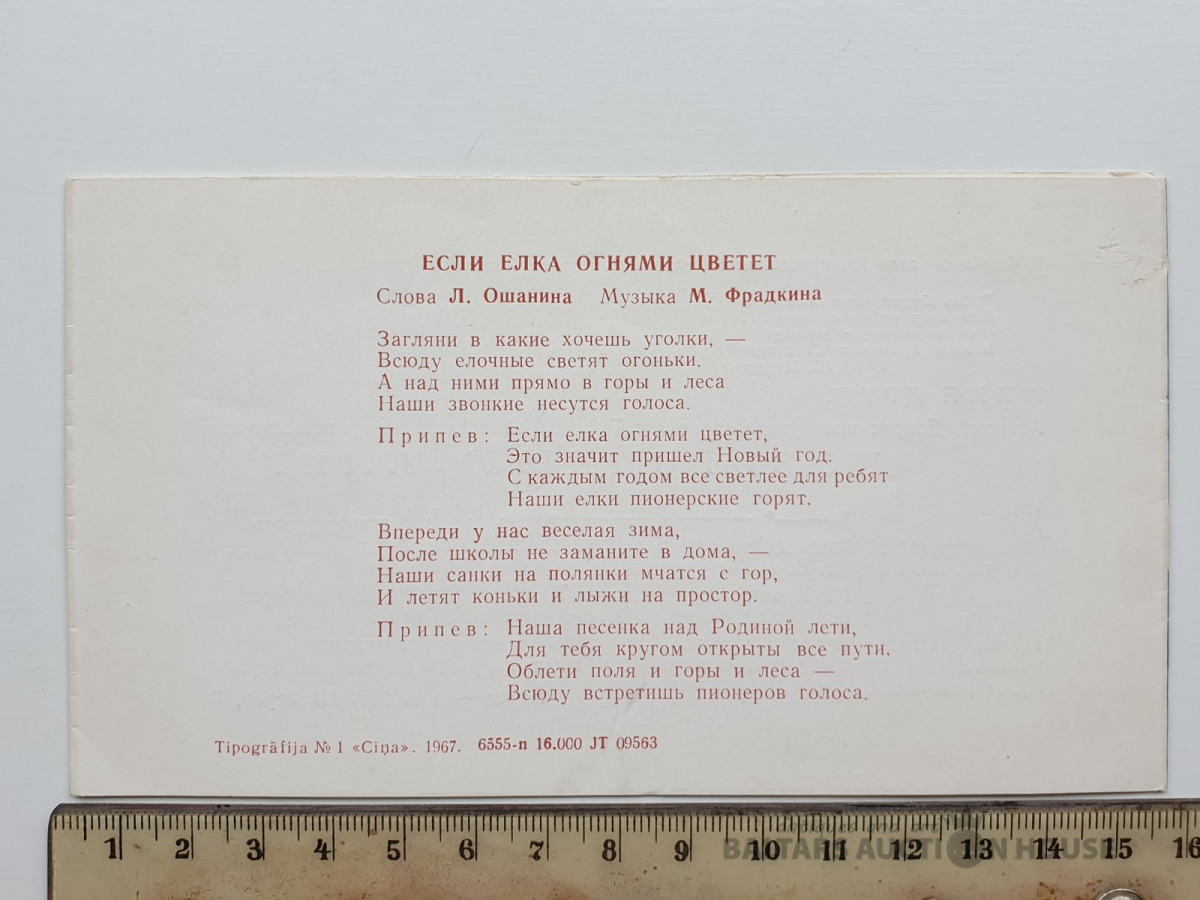 ЕСЛИ ЕЛКА ОГНЯМИ ЦВЕТЕТ
Слова Л. Ошанина Музыка М. Фрадкина
Загляни в какие хочешь уголки, —
Всюду елочные светят огоньки.
А над ними прямо в горы и леса
Наши звонкие несутся голоса.
Припев: Если елка огнями цветет,
Это значит пришел Новый год.
С каждым годом все светлее для ребят
Наши елки пионерские горят.
Впереди у нас веселая зима,
После школы не заманите в дома, —
Наши санки на полянки мчатся с гор,
И летят коньки и лыжи на простор.
Припев: Наша песенка над Родиной лети,
Для тебя кругом открыты все пути.
Облети поля и горы и леса —
Всюду встретишь пионеров голоса.
Tipogrāfija № 1 «Cīņa». 1967. 6555-п 16.000 JT 09563
antiques and art
BALTARS AUCTION HOUSE
1 2 3 4 5 6 7 8 9 10 11 12 13 14 15 16